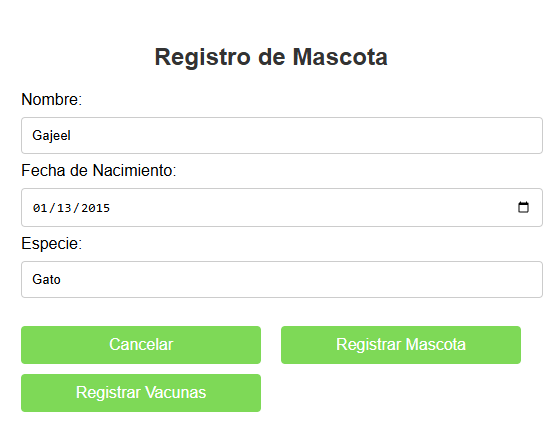 Registro de Mascota
Nombre:
Gajeel
Fecha de Nacimiento:
01/13/2015
Especie:
Gato
Cancelar
Registrar Mascota
Registrar Vacunas